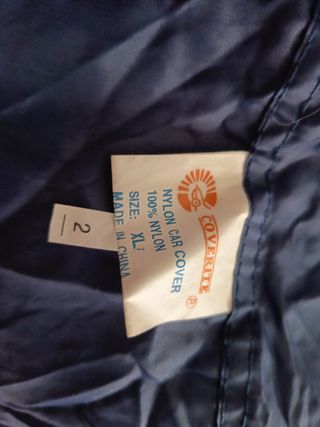 COVERITE ®
NYLON CAR COVER
100% NYLON
SIZE: XL
MADE IN CHINA
2